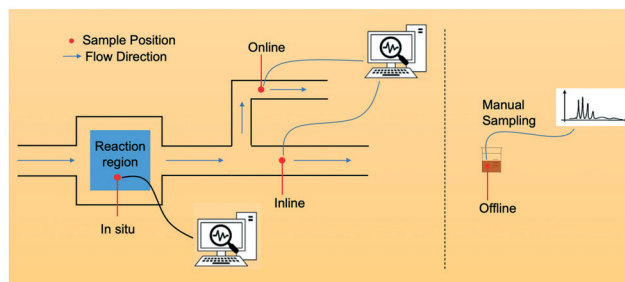 Sample Position
Flow Direction
Online
Reaction
region
In situ
Inline
Manual
Sampling
Offline